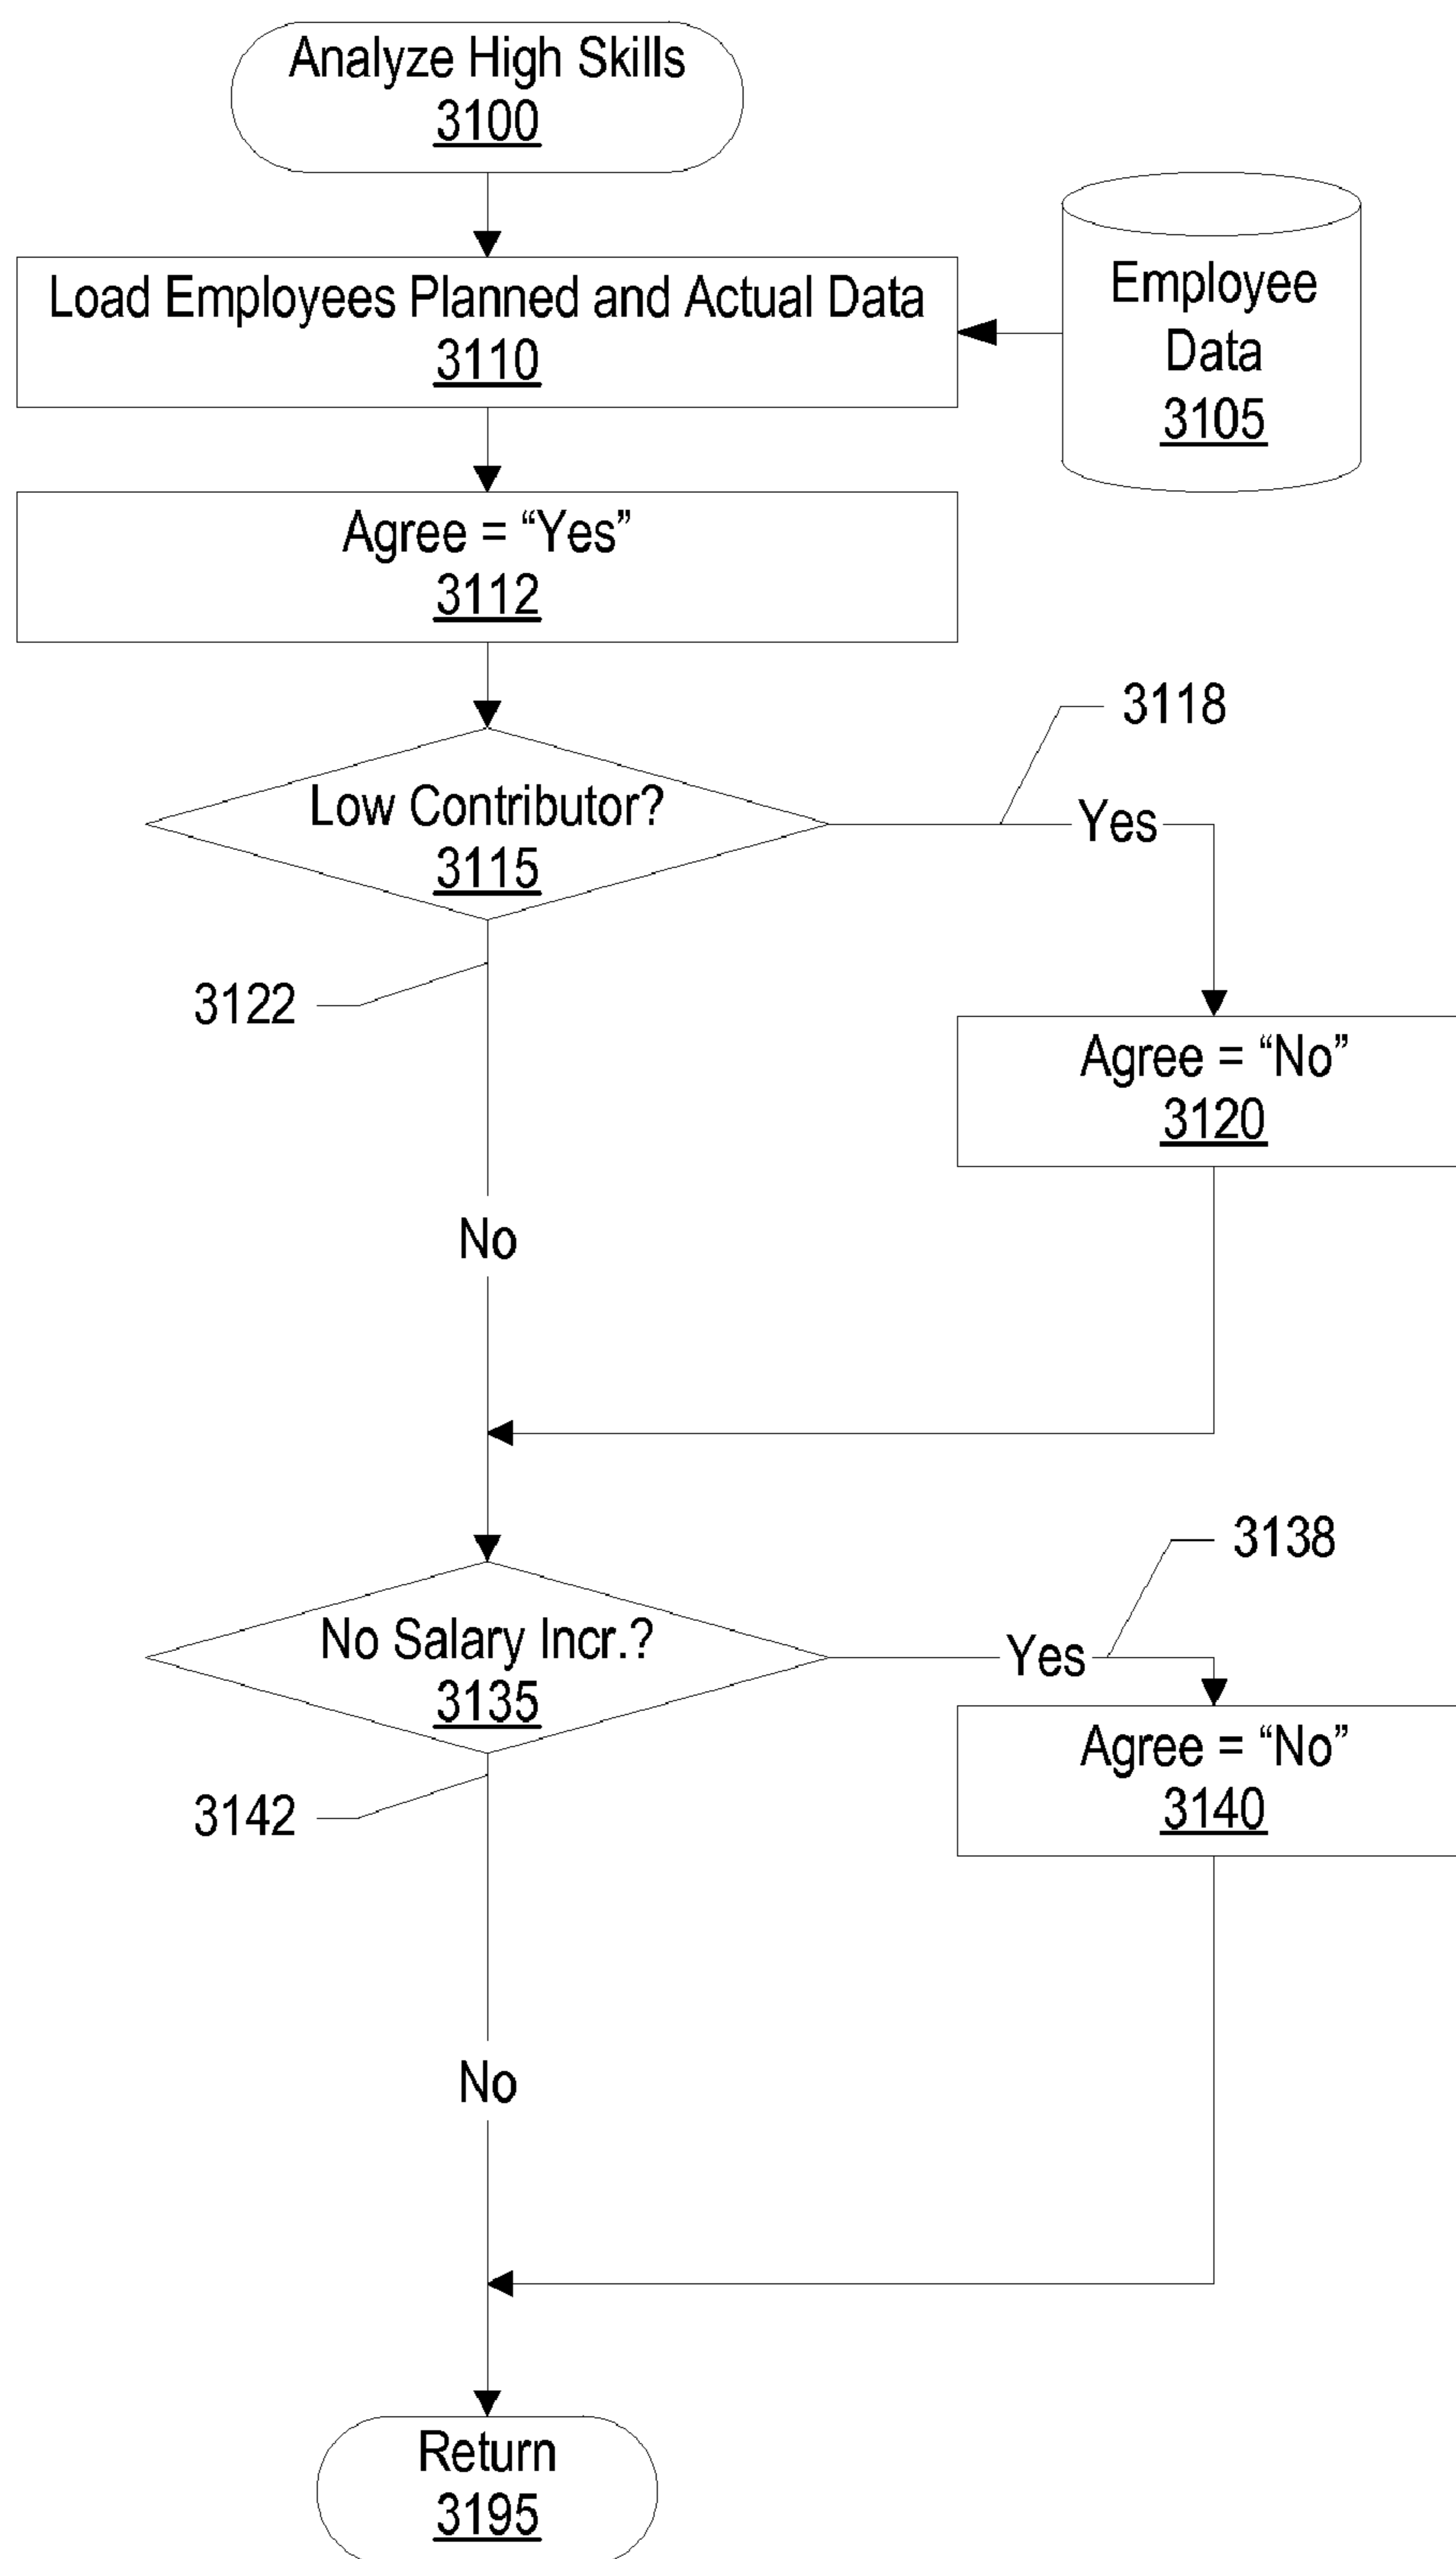 Analyze High Skills
3100
Load Employees Planned and Actual Data
3110
Employee
Data
3105
Agree = “Yes”
3112
3118
Low Contributor?
3115
Yes
3122
Agree = “No”
3120
No
3138
No Salary Incr.?
3135
Yes
3142
Agree = “No”
3140
No
Return
3195